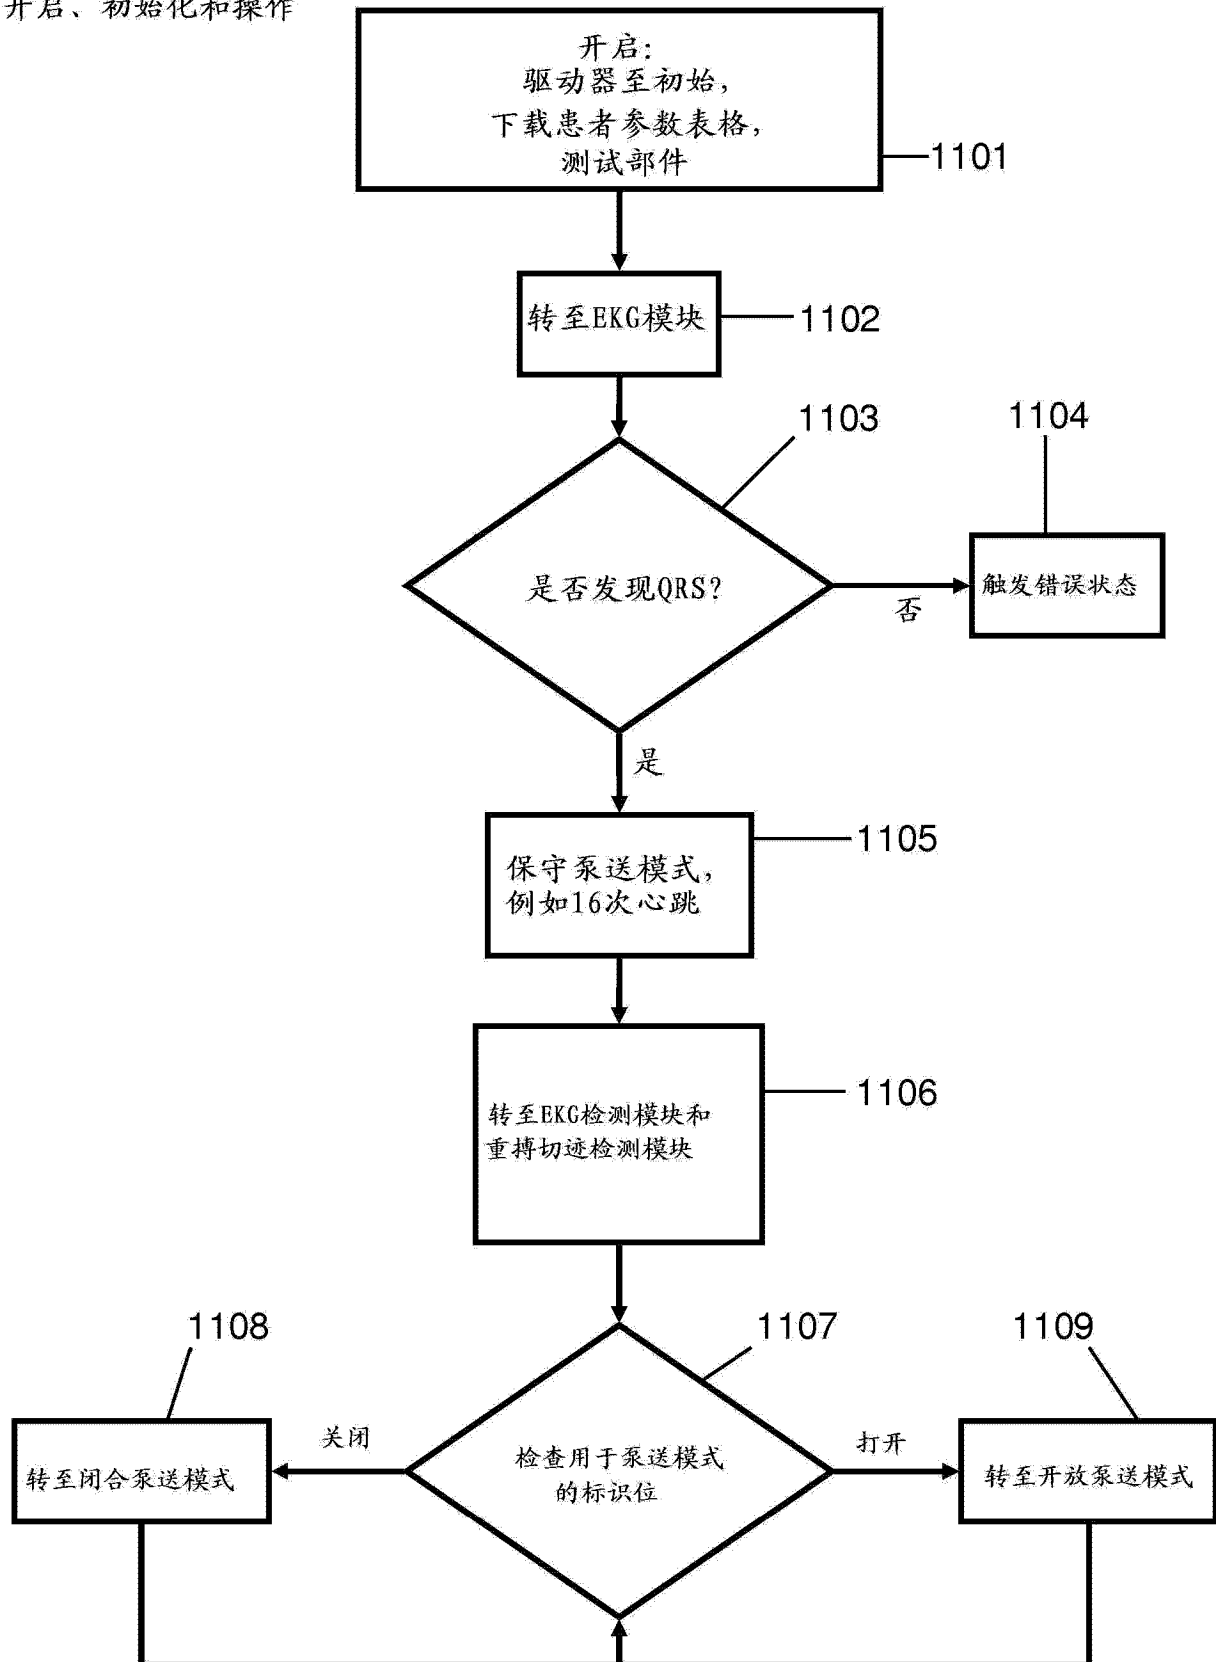 开启、初始化和操作
开启:
驱动器至初始,
下载患者参数表格,
测试部件
1101
转至EKG模块
1102
1103
1104
是否发现QRS?
否
触发错误状态
是
1105
保守泵送模式,
例如16次心跳
1106
转至EKG检测模块和
重搏切迹检测模块
1108
1107
1109
关闭
打开
转至闭合泵送模式
检查用于泵送模式
的标识位
转至开放泵送模式